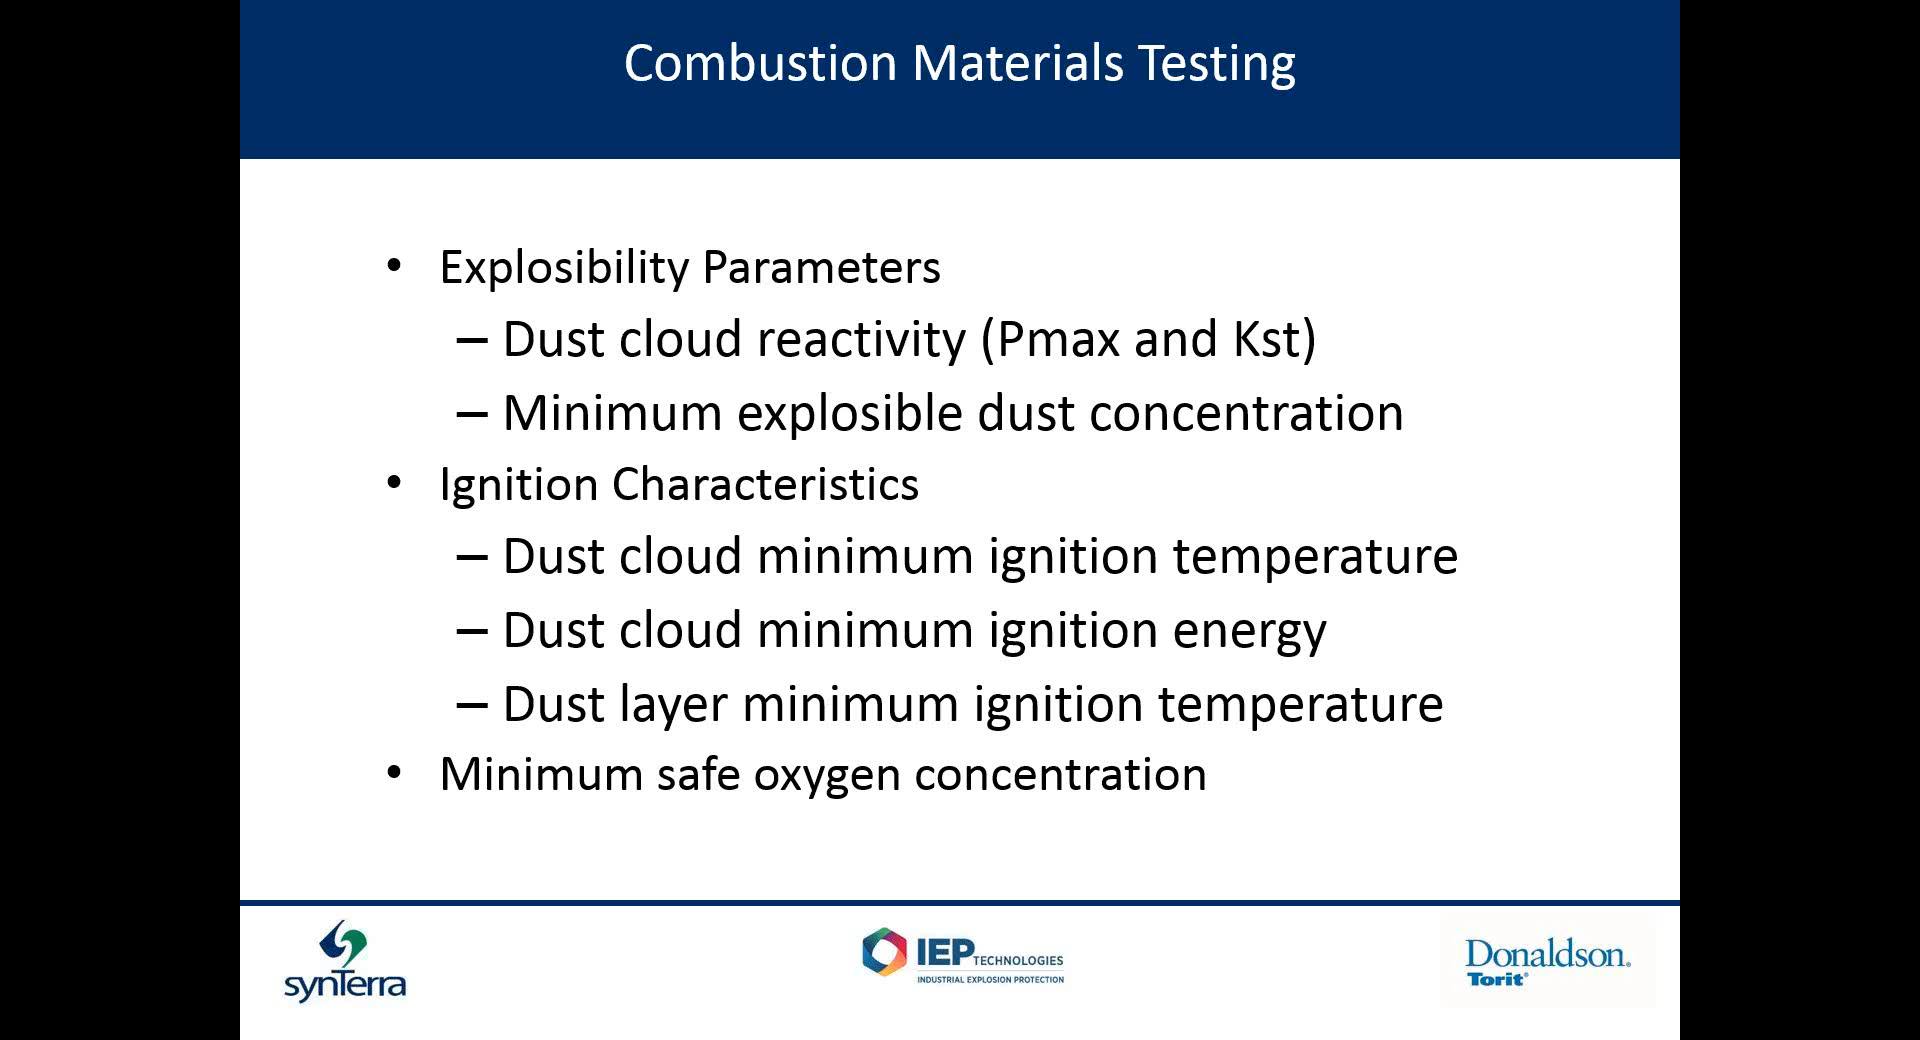 Combustion Materials Testing
• Explosibility Parameters
– Dust cloud reactivity (Pmax and Kst)
– Minimum explosible dust concentration
• Ignition Characteristics
– Dust cloud minimum ignition temperature
– Dust cloud minimum ignition energy
– Dust layer minimum ignition temperature
• Minimum safe oxygen concentration
synTerra
IEP TECHNOLOGIES
INDUSTRIAL EXPLOSION PROTECTION
Donaldson.®
Torit®